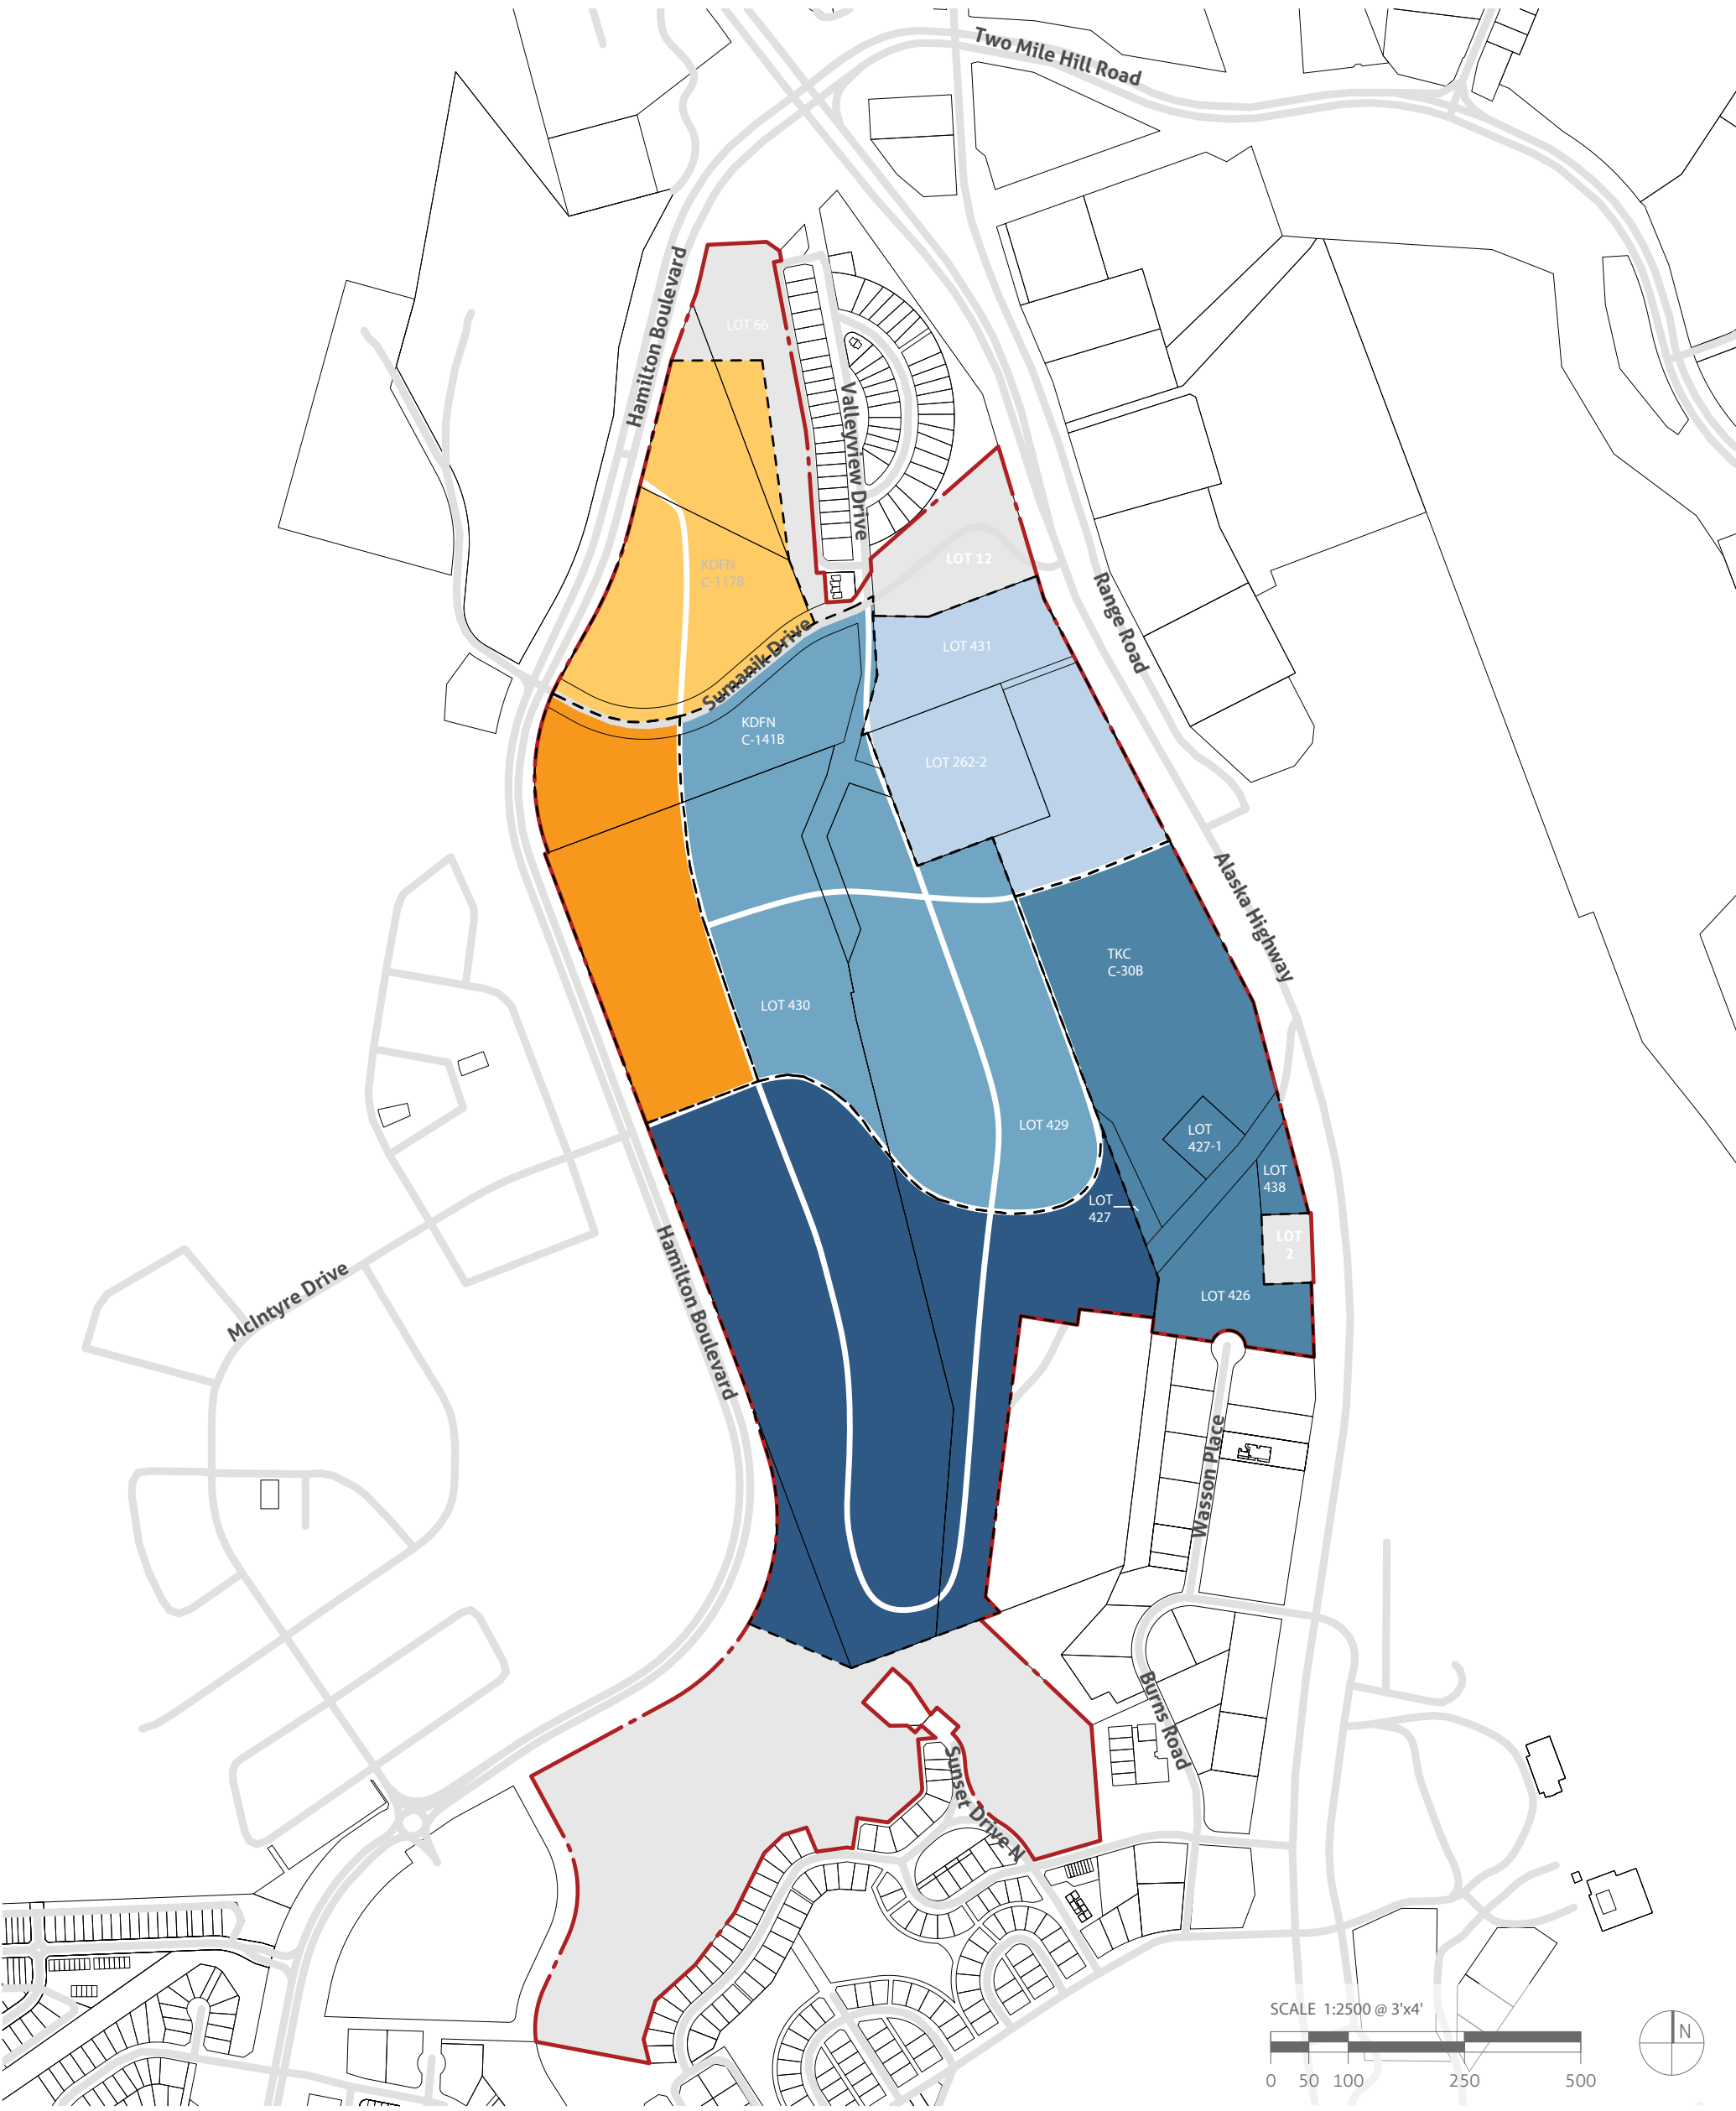 Two Mile Hill Road
Hamilton Boulevard
LOT 66
Valleyview Drive
LOT 12
KDFN
C-117B
Range Road
Sumanik Drive
LOT 431
KDFN
C-141B
LOT 262-2
Alaska Highway
TKC
C-30B
LOT 430
LOT 429
LOT
427-1
LOT
438
LOT
427
LOT
2
Hamilton Boulevard
McIntyre Drive
LOT 426
Wasson Place
Burns Road
Sunset Drive N
SCALE 1:2500 @ 3'x4'
N
0 50 100 250 500